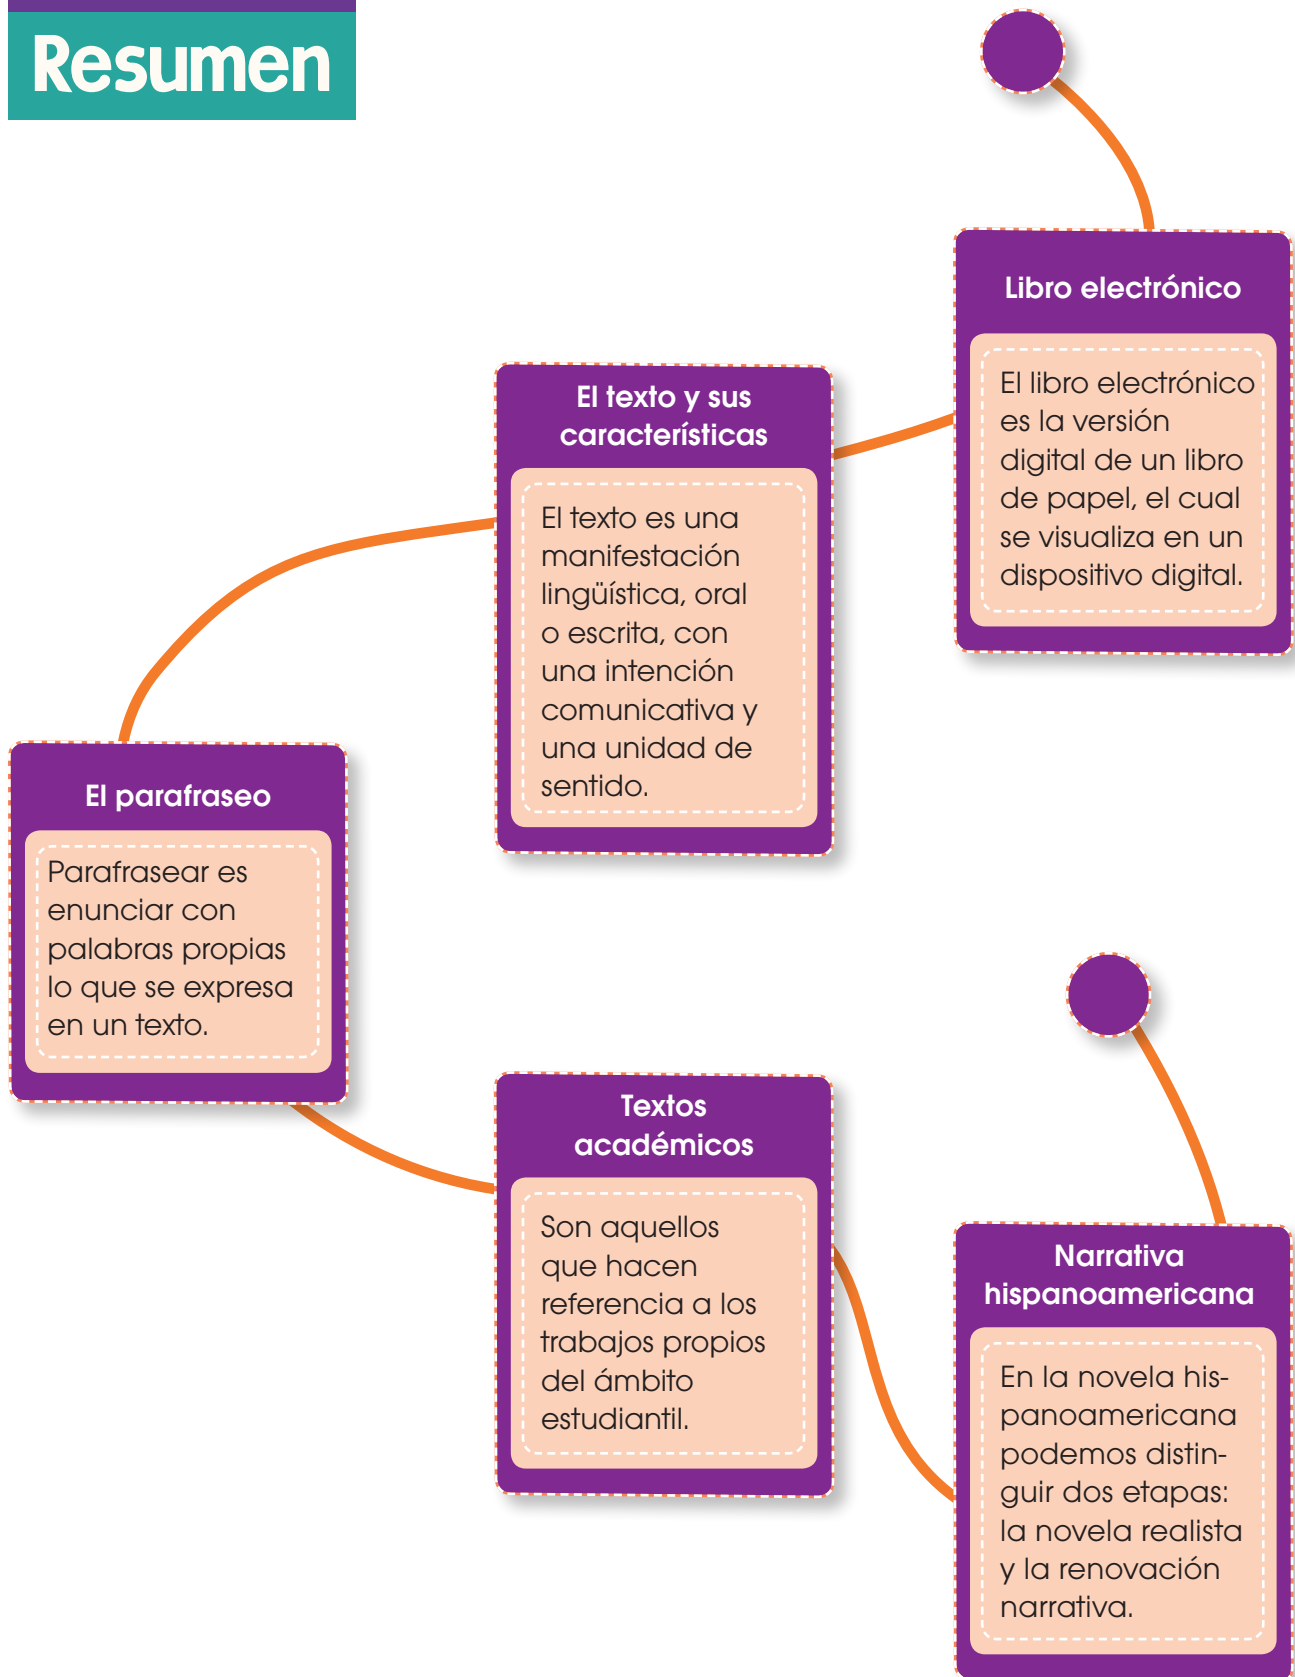 Resumen
Libro electrónico
El libro electrónico
es la versión
digital de un libro
de papel, el cual
se visualiza en un
dispositivo digital.
El texto y sus
características
El texto es una
manifestación
lingüística, oral
o escrita, con
una intención
comunicativa y
una unidad de
sentido.
El parafraseo
Parafrasear es
enunciar con
palabras propias
lo que se expresa
en un texto.
Textos
académicos
Son aquellos
que hacen
referencia a los
trabajos propios
del ámbito
estudiantil.
Narrativa
hispanoamericana
En la novela his-
panoamericana
podemos distin-
guir dos etapas:
la novela realista
y la renovación
narrativa.